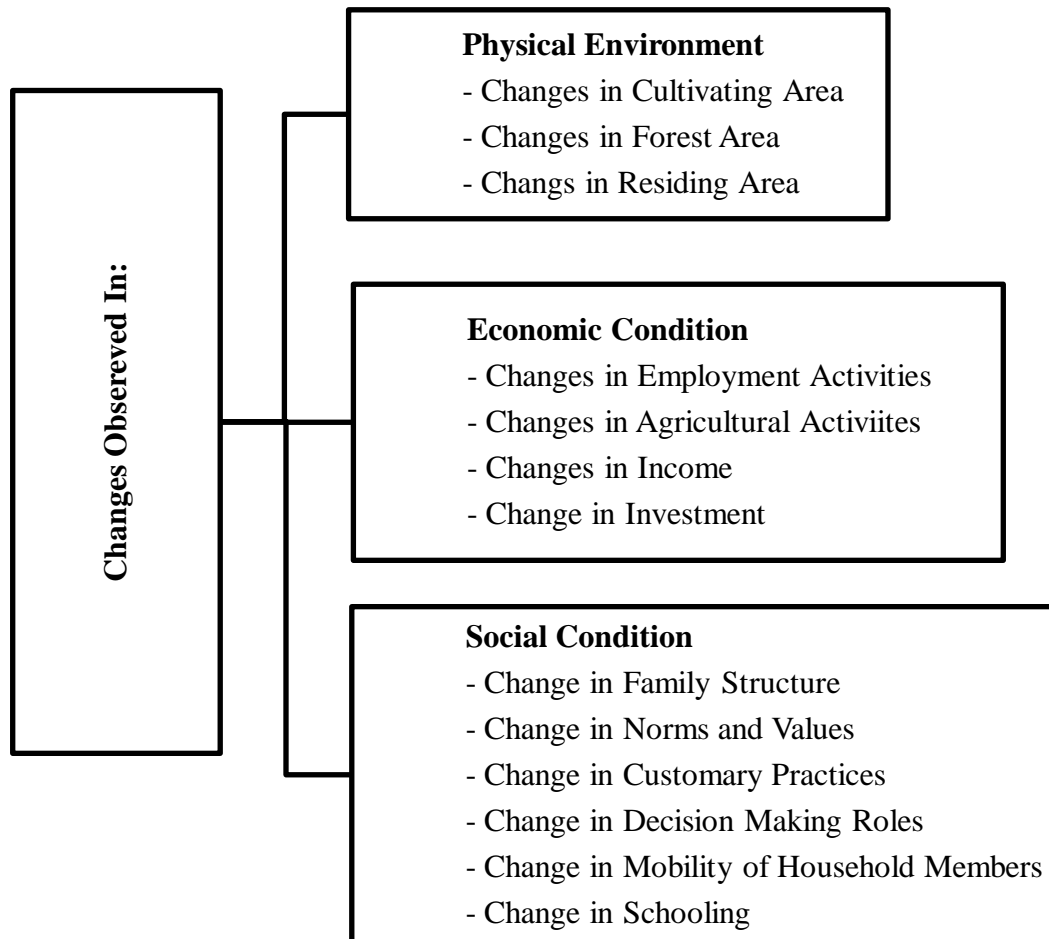 Changes Obsereved In:
Physical Environment
- Changes in Cultivating Area
- Changes in Forest Area
- Changs in Residing Area
Economic Condition
- Changes in Employment Activities
- Changes in Agricultural Activiites
- Changes in Income
- Change in Investment
Social Condition
- Change in Family Structure
- Change in Norms and Values
- Change in Customary Practices
- Change in Decision Making Roles
- Change in Mobility of Household Members
- Change in Schooling